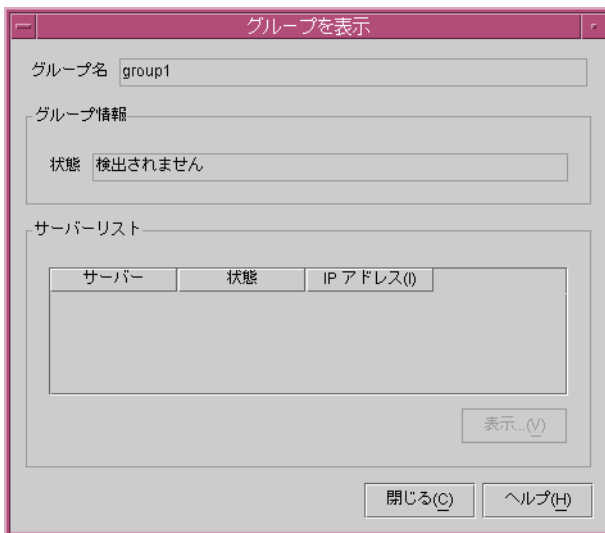 グループを表示
グループ名 group1
グループ情報
状態 検出されません
サーバーリスト
サーバー 状態 IP アドレス(I)
表示...(V)
閉じる(C) ヘルプ(H)